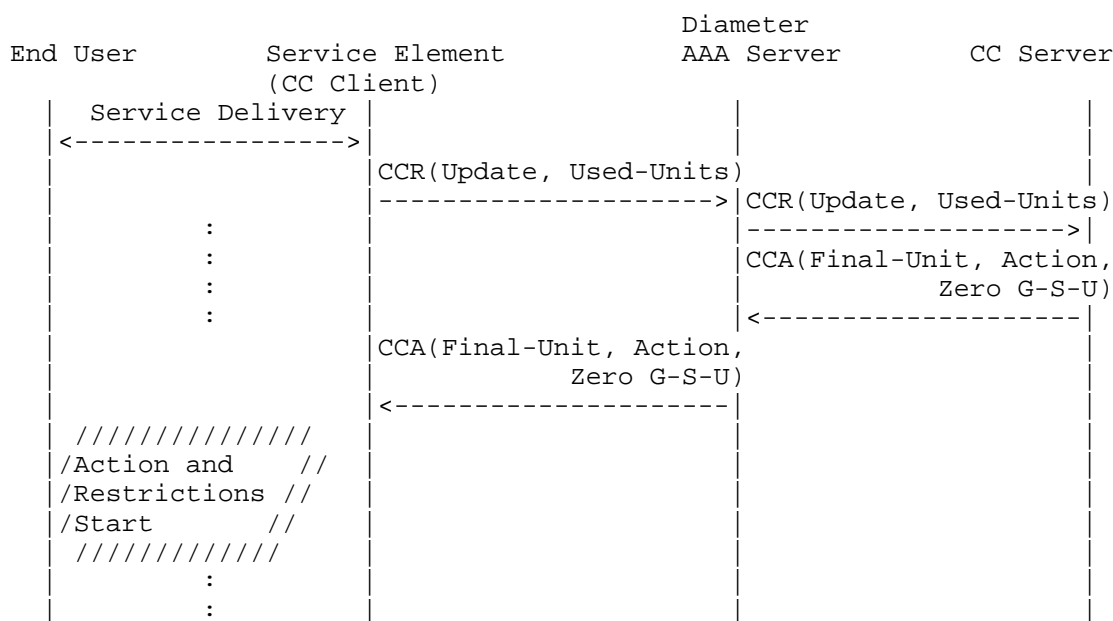 Diameter
End User Service Element AAA Server CC Server
(CC Client)
| Service Delivery | | |
|<----------------->| | |
| |CCR(Update, Used-Units) |
| |--------------------->|CCR(Update, Used-Units)
| : | |-------------------->|
| : | |CCA(Final-Unit, Action,
| : | | Zero G-S-U)
| : | |<--------------------|
| |CCA(Final-Unit, Action, |
| | Zero G-S-U) |
| |<---------------------| |
| /////////////// | | |
|/Action and // | | |
|/Restrictions // | | |
|/Start // | | |
| ///////////// | | |
| : | | |
| : | | |